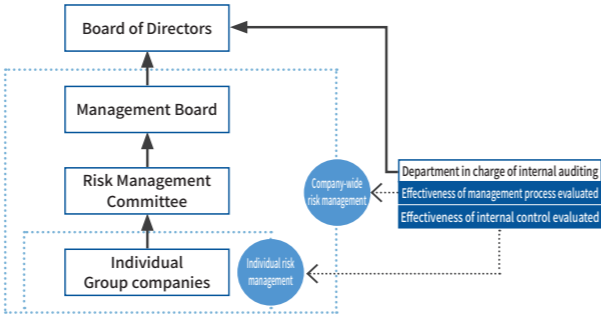 Board of Directors
Management Board
Risk Management
Committee
Company-wide
risk management
Department in charge of internal auditing
Effectiveness of management process evaluated
Effectiveness of internal control evaluated
Individual
Group companies
Individual risk
management